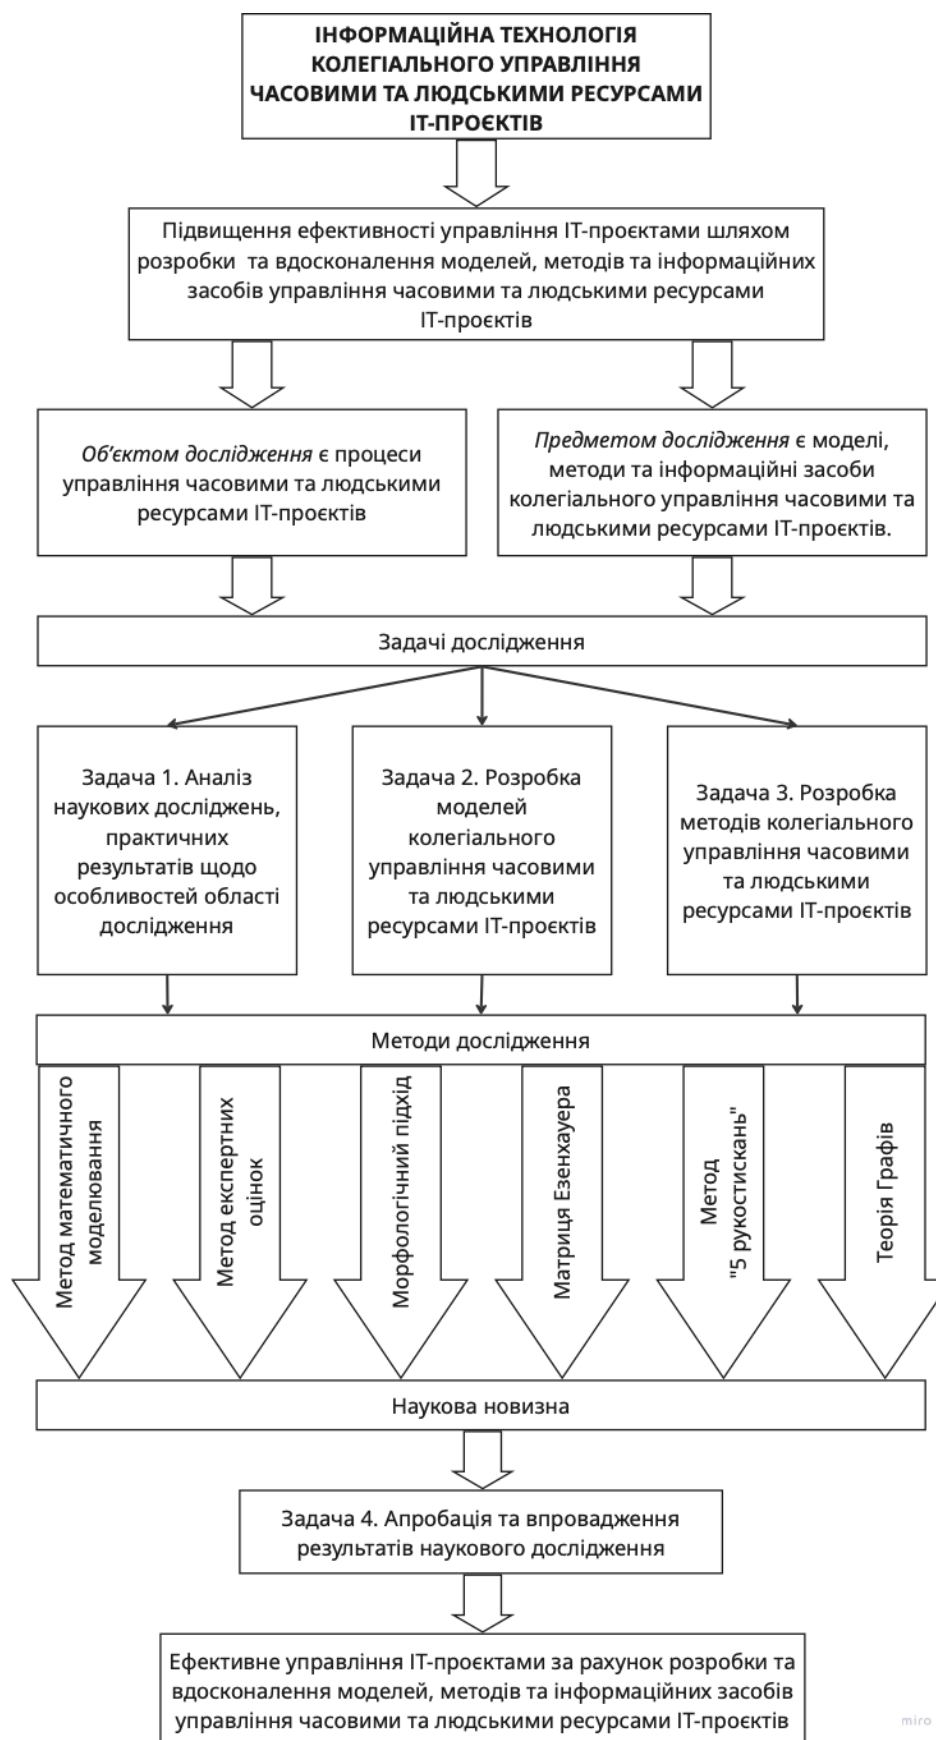 ІНФОРМАЦІЙНА ТЕХНОЛОГІЯ
КОЛЕГІАЛЬНОГО УПРАВЛІННЯ
ЧАСОВИМИ ТА ЛЮДСЬКИМИ РЕСУРСАМИ
ІТ-ПРОЄКТІВ
Підвищення ефективності управління ІТ-проєктами шляхом
розробки та вдосконалення моделей, методів та інформаційних
засобів управління часовими та людськими ресурсами
ІТ-проєктів
Об'єктом дослідження є процеси
управління часовими та людськими
ресурсами ІТ-проєктів
Предметом дослідження є моделі,
методи та інформаційні засоби
колегіального управління часовими та
людськими ресурсами ІТ-проєктів.
Задачі дослідження
Задача 1. Аналіз
наукових досліджень,
практичних
результатів щодо
особливостей області
дослідження
Задача 2. Розробка
моделей
колегіального
управління часовими
та людськими
ресурсами ІТ-проєктів
Задача 3. Розробка
методів колегіального
управління часовими
та людськими
ресурсами ІТ-проєктів
Методи дослідження
Метод математичного
моделювання
Метод експертних
оцінок
Морфологічний підхід
Матриця Езенхауера
Метод
"5 рукостискань"
Теорія Графів
Наукова новизна
Задача 4. Апробація та впровадження
результатів наукового дослідження
Ефективне управління ІТ-проєктами за рахунок розробки та
вдосконалення моделей, методів та інформаційних засобів
управління часовими та людськими ресурсами ІТ-проєктів
miro